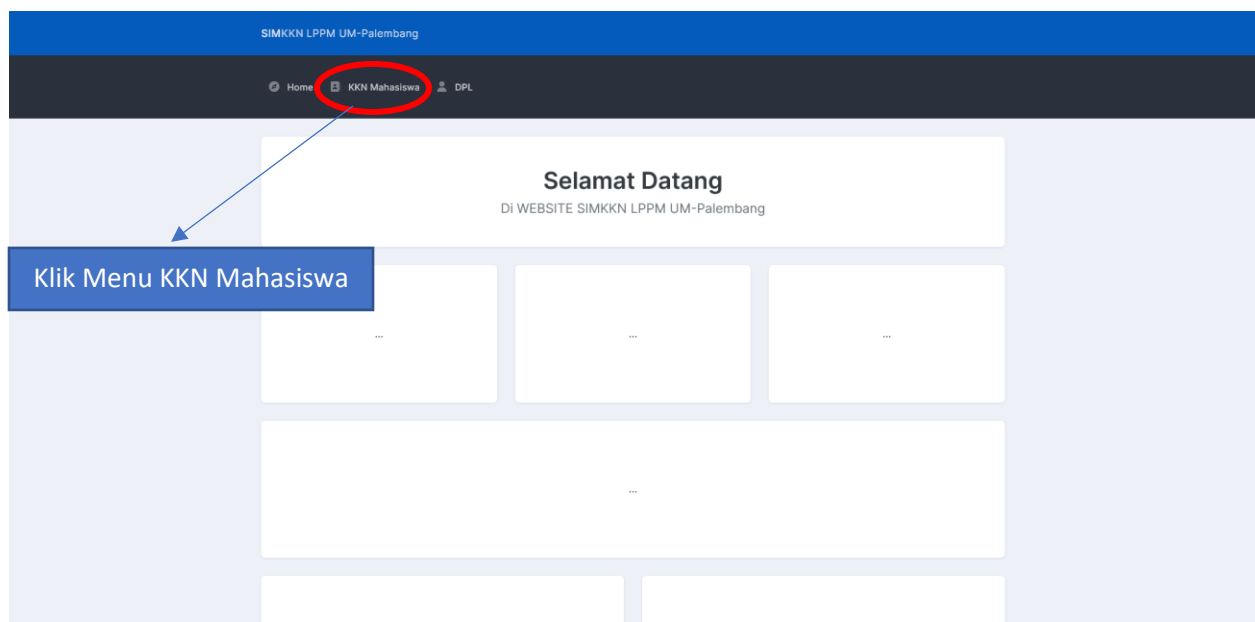 SIMKKN LPPM UM-Palembang
Home KKN Mahasiswa DPL
Selamat Datang
Di WEBSITE SIMKKN LPPM UM-Palembang
Klik Menu KKN Mahasiswa
... ... ...
...